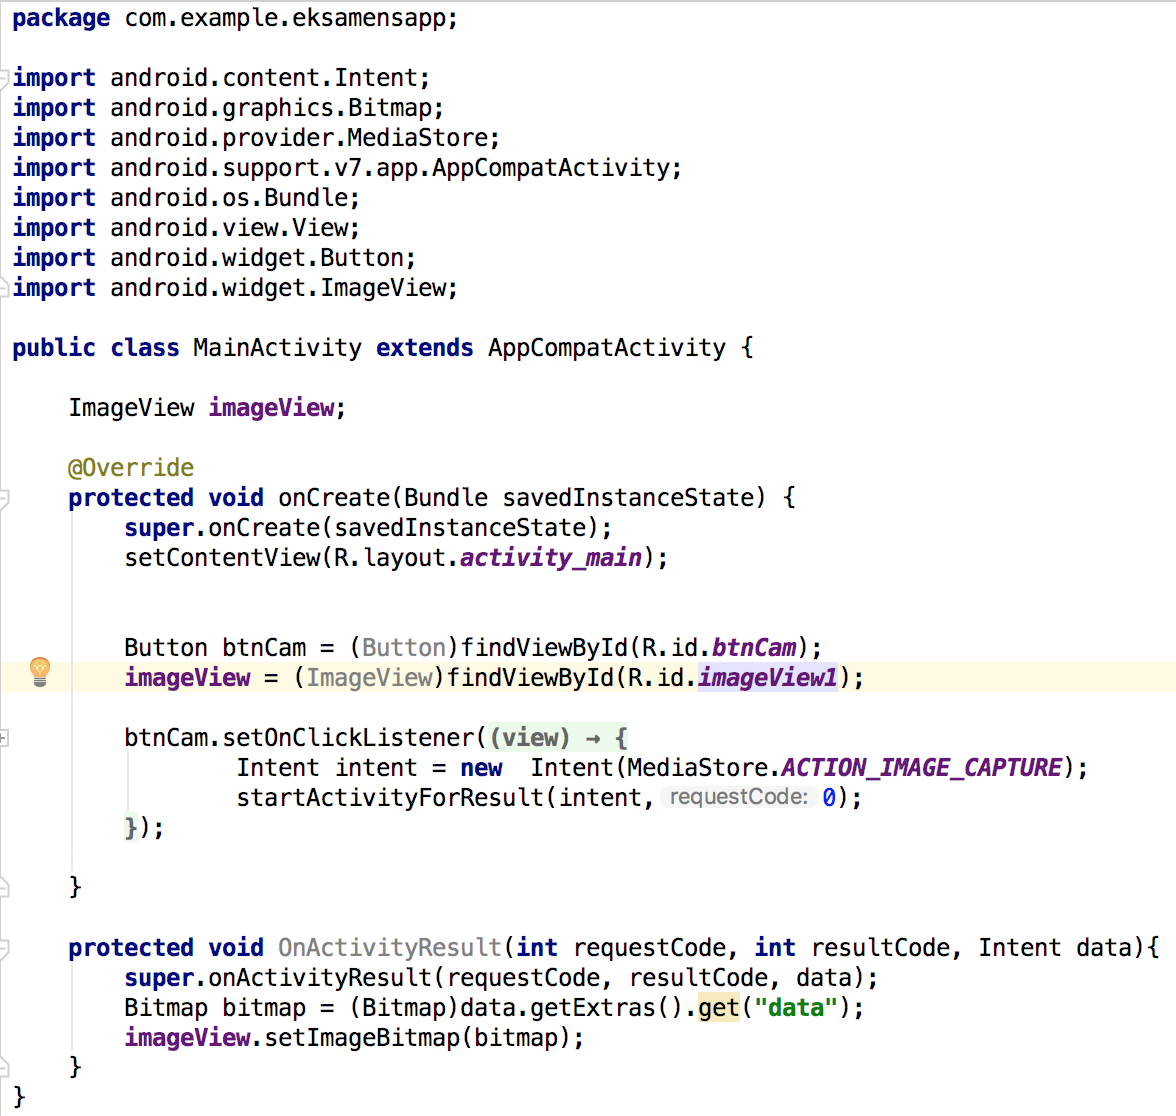 package com.example.eksamensapp;
import android.content.Intent;
import android.graphics.Bitmap;
import android.provider.MediaStore;
import android.support.v7.app.AppCompatActivity;
import android.os.Bundle;
import android.view.View;
import android.widget.Button;
import android.widget.ImageView;
public class MainActivity extends AppCompatActivity {
ImageView imageView;
@Override
protected void onCreate(Bundle savedInstanceState) {
super.onCreate(savedInstanceState);
setContentView(R.layout.activity_main);
Button btnCam = (Button)findViewById(R.id.btnCam);
imageView = (ImageView)findViewById(R.id.imageView1);
btnCam.setOnClickListener((view) → {
Intent intent = new  Intent(MediaStore.ACTION_IMAGE_CAPTURE);
startActivityForResult(intent, requestCode: 0);
});
}
protected void OnActivityResult(int requestCode, int resultCode, Intent data){
super.onActivityResult(requestCode, resultCode, data);
Bitmap bitmap = (Bitmap)data.getExtras().get("data");
imageView.setImageBitmap(bitmap);
}
}